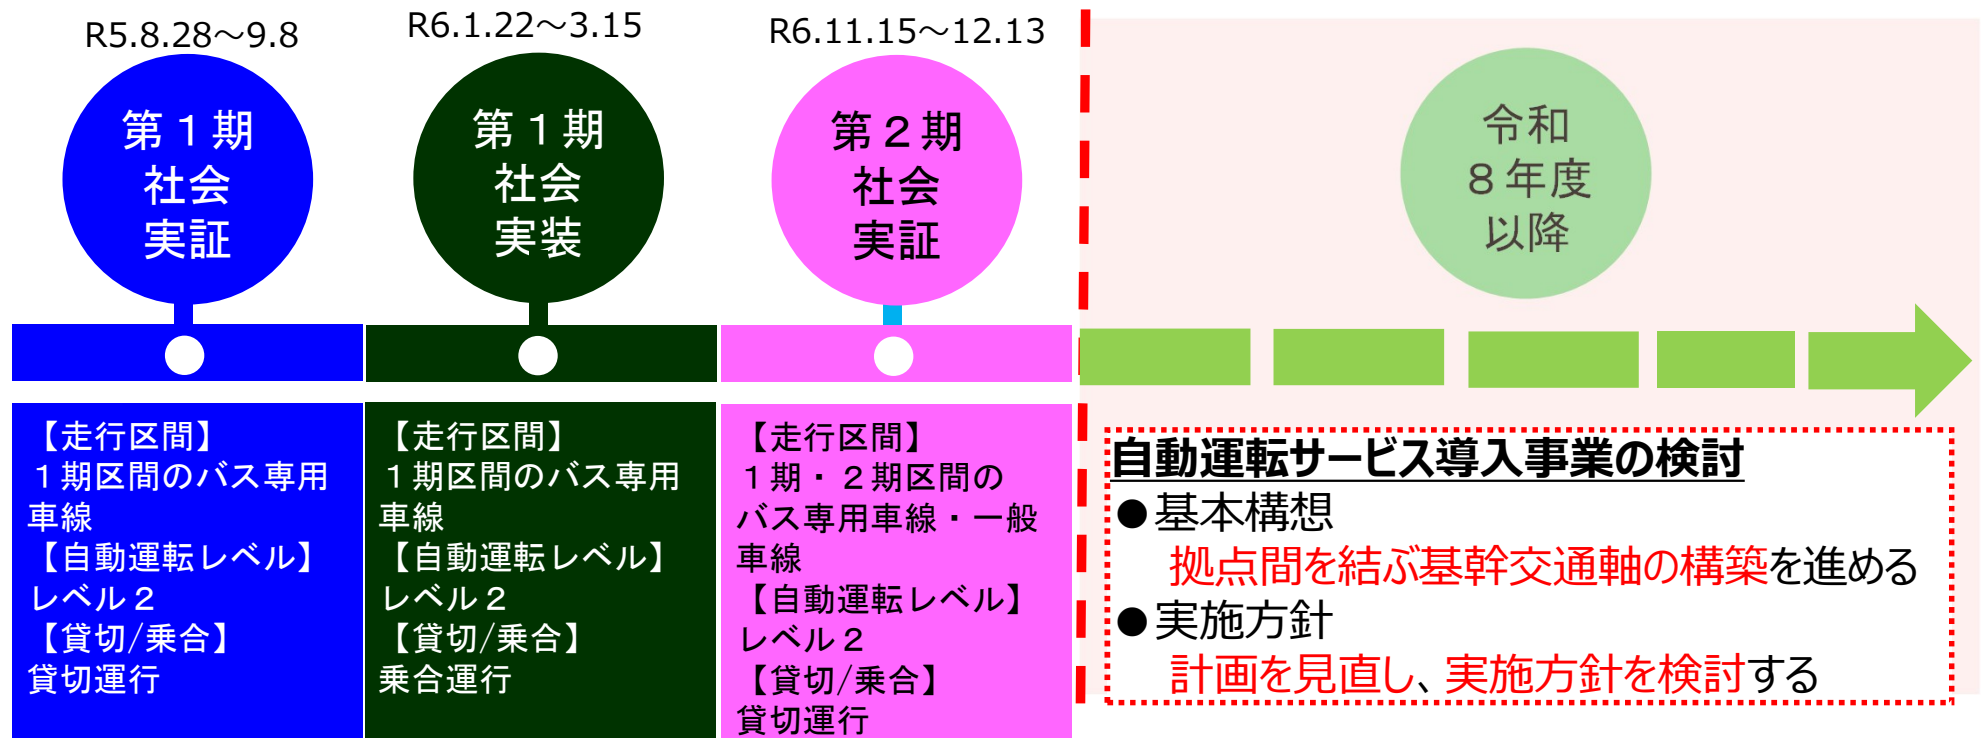 R5.8.28～9.8
第１期
社会
実証
【走行区間】
１期区間のバス専用
車線
【自動運転レベル】
レベル２
【貸切/乗合】
貸切運行
R6.1.22～3.15
第１期
社会
実装
【走行区間】
１期区間のバス専用
車線
【自動運転レベル】
レベル２
【貸切/乗合】
乗合運行
R6.11.15～12.13
第２期
社会
実証
【走行区間】
１期・２期区間の
バス専用車線・一般
車線
【自動運転レベル】
レベル２
【貸切/乗合】
貸切運行
令和
８年度
以降
自動運転サービス導入事業の検討
●基本構想
拠点間を結ぶ基幹交通軸の構築を進める
●実施方針
計画を見直し、実施方針を検討する